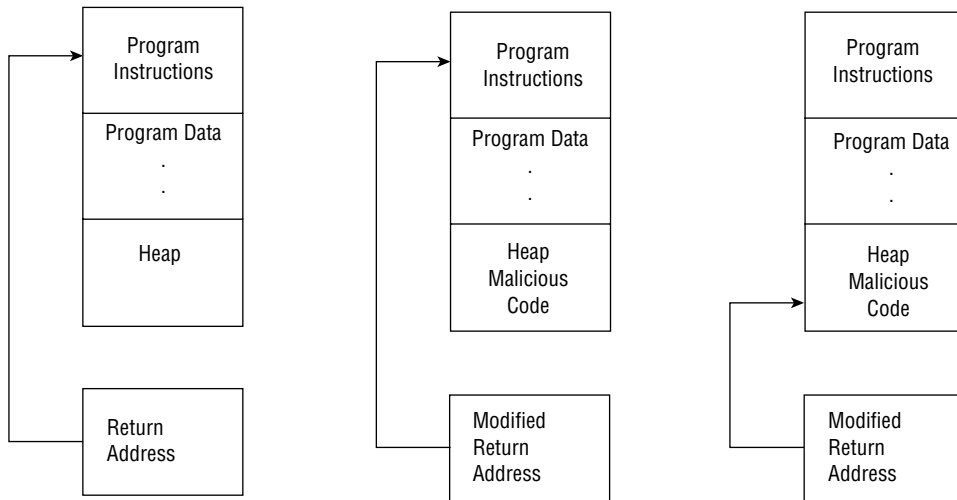 Program
Instructions
Program Data
.
.
Heap
Return
Address
Program
Instructions
Program Data
.
.
Heap
Malicious
Code
Modified
Return
Address
Program
Instructions
Program Data
.
.
Heap
Malicious
Code
Modified
Return
Address